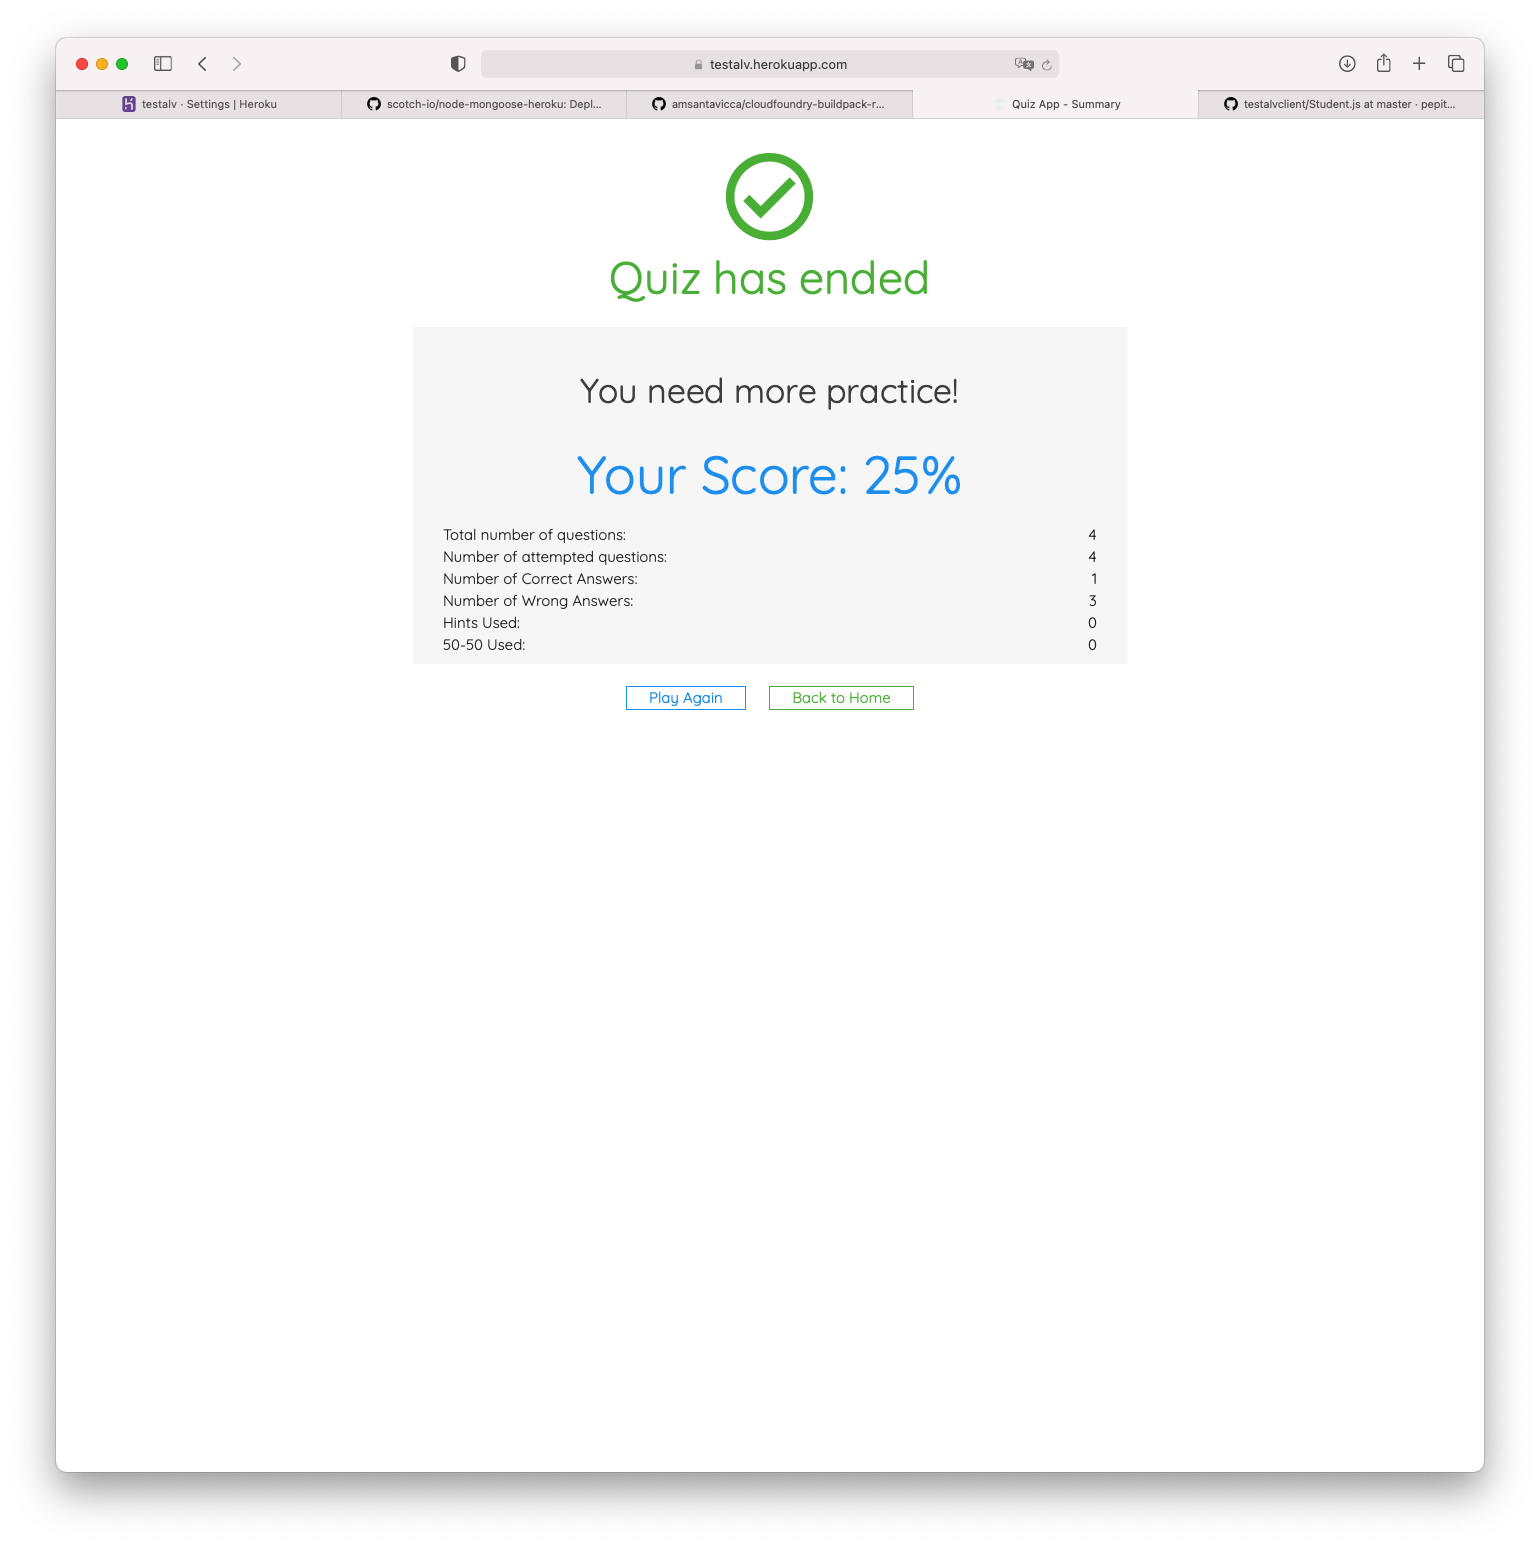 testalv.herokuapp.com
testalv · Settings | Heroku
scotch-io/node-mongoose-heroku: Depl...
amsantavicca/cloudfoundry-buildpack-r...
Quiz App - Summary
testalvclient/Student.js at master · pepit...
Quiz has ended
You need more practice!
Your Score: 25%
Total number of questions: 4
Number of attempted questions: 4
Number of Correct Answers: 1
Number of Wrong Answers: 3
Hints Used: 0
50-50 Used: 0
Play Again Back to Home